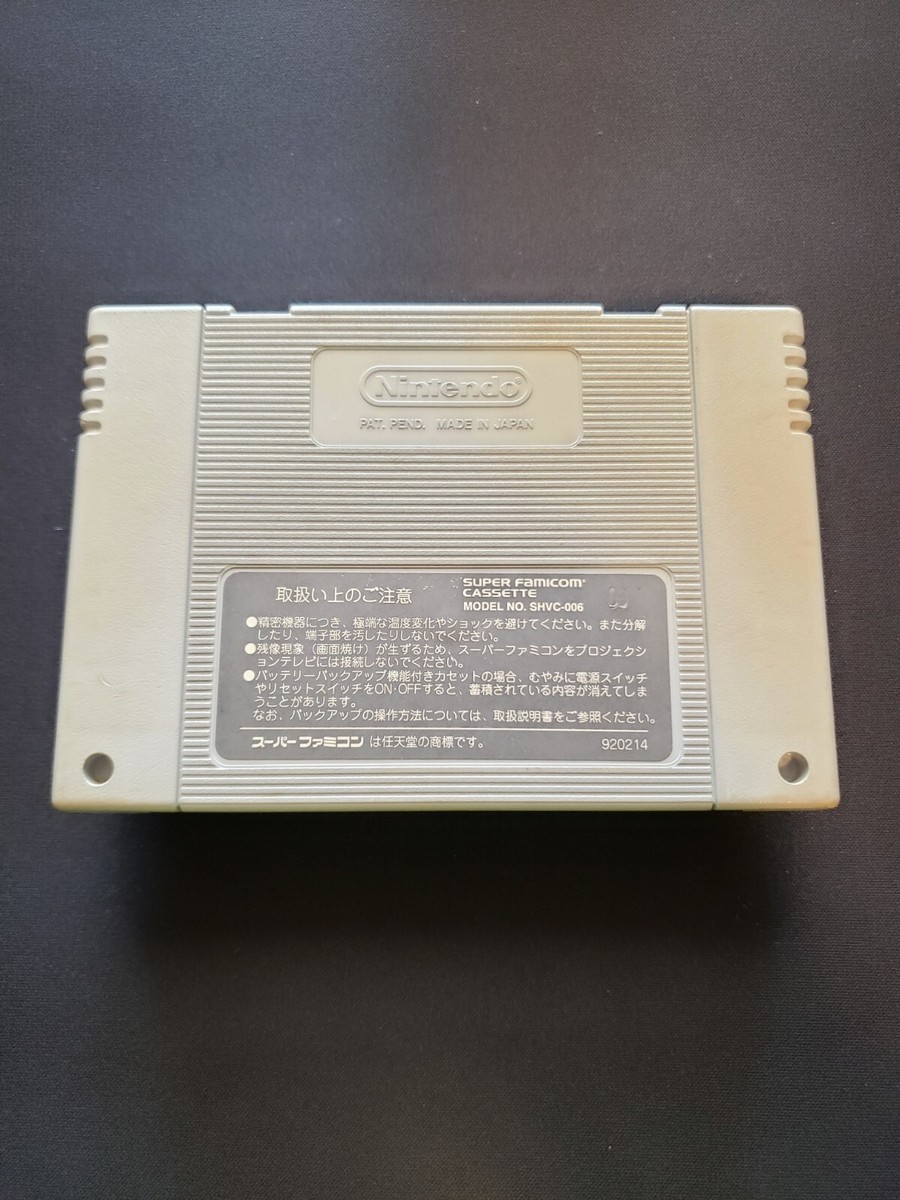 Nintendo®
PAT. PEND. MADE IN JAPAN
取扱い上のご注意
SUPER FAMICOM®
CASSETTE
MODEL NO. SHVC-006
●精密機器につき、極端な温度変化やショックを避けてください。また分解
したり、端子部を汚したりしないでください。
●残像現象（画面焼け）が生ずるため、スーパーファミコンをプロジェクシ
ョンテレビには接続しないでください。
●バッテリーバックアップ機能付きカセットの場合、むやみに電源スイッチ
やリセットスイッチをON・OFFすると、蓄積されている内容が消えてしま
うことがあります。
なお、バックアップの操作方法については、取扱説明書をご参照ください。
スーパーファミコン は任天堂の商標です。
920214